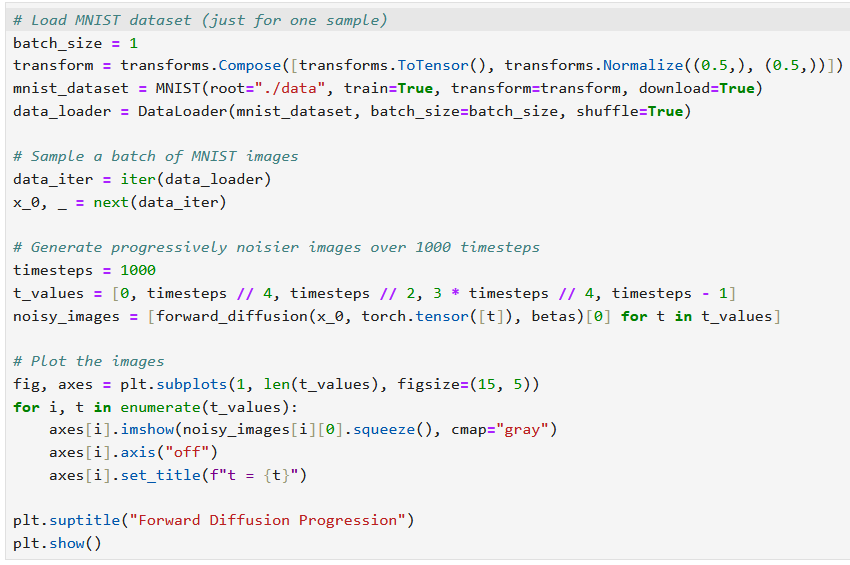 # Load MNIST dataset (just for one sample)
batch_size = 1
transform = transforms.Compose([transforms.ToTensor(), transforms.Normalize((0.5,), (0.5,))])
mnist_dataset = MNIST(root="./data", train=True, transform=transform, download=True)
data_loader = DataLoader(mnist_dataset, batch_size=batch_size, shuffle=True)

# Sample a batch of MNIST images
data_iter = iter(data_loader)
x_0, _ = next(data_iter)

# Generate progressively noisier images over 1000 timesteps
timesteps = 1000
t_values = [0, timesteps // 4, timesteps // 2, 3 * timesteps // 4, timesteps - 1]
noisy_images = [forward_diffusion(x_0, torch.tensor([t]), betas)[0] for t in t_values]

# Plot the images
fig, axes = plt.subplots(1, len(t_values), figsize=(15, 5))
for i, t in enumerate(t_values):
    axes[i].imshow(noisy_images[i][0].squeeze(), cmap="gray")
    axes[i].axis("off")
    axes[i].set_title(f"t = {t}")

plt.suptitle("Forward Diffusion Progression")
plt.show()